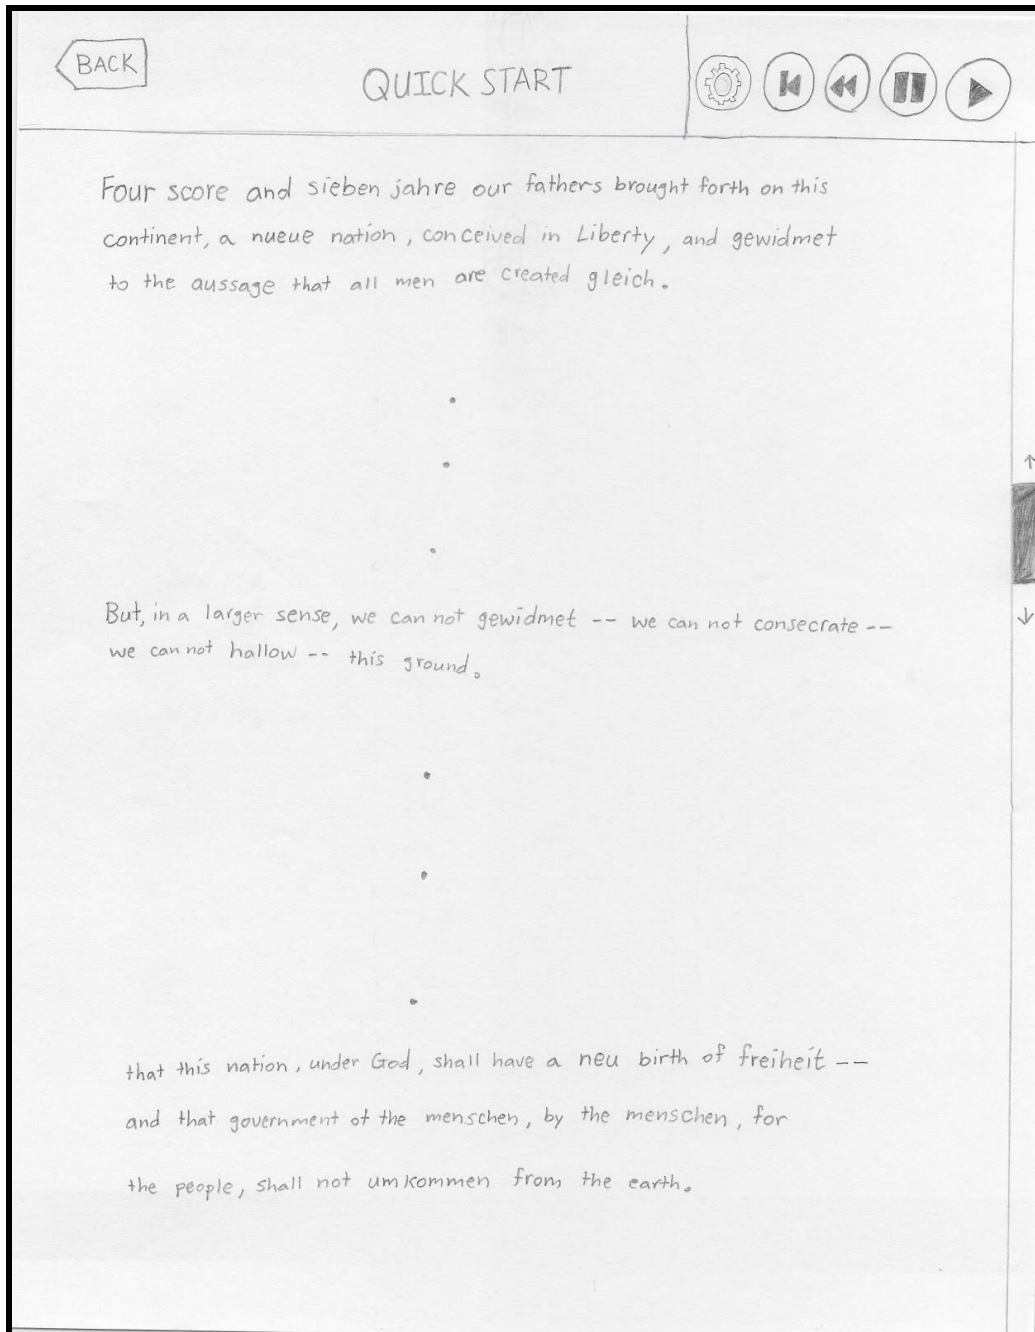 BACK
QUICK START
Four score and sieben jahre our fathers brought forth on this
continent, a nueue nation, conceived in Liberty, and gewidmet
to the aussage that all men are created gleich.
But, in a larger sense, we can not gewidmet -- we can not consecrate --
we can not hallow -- this ground.
that this nation, under God, shall have a neu birth of freiheit --
and that government of the menschen, by the menschen, for
the people, shall not umkommen from the earth.